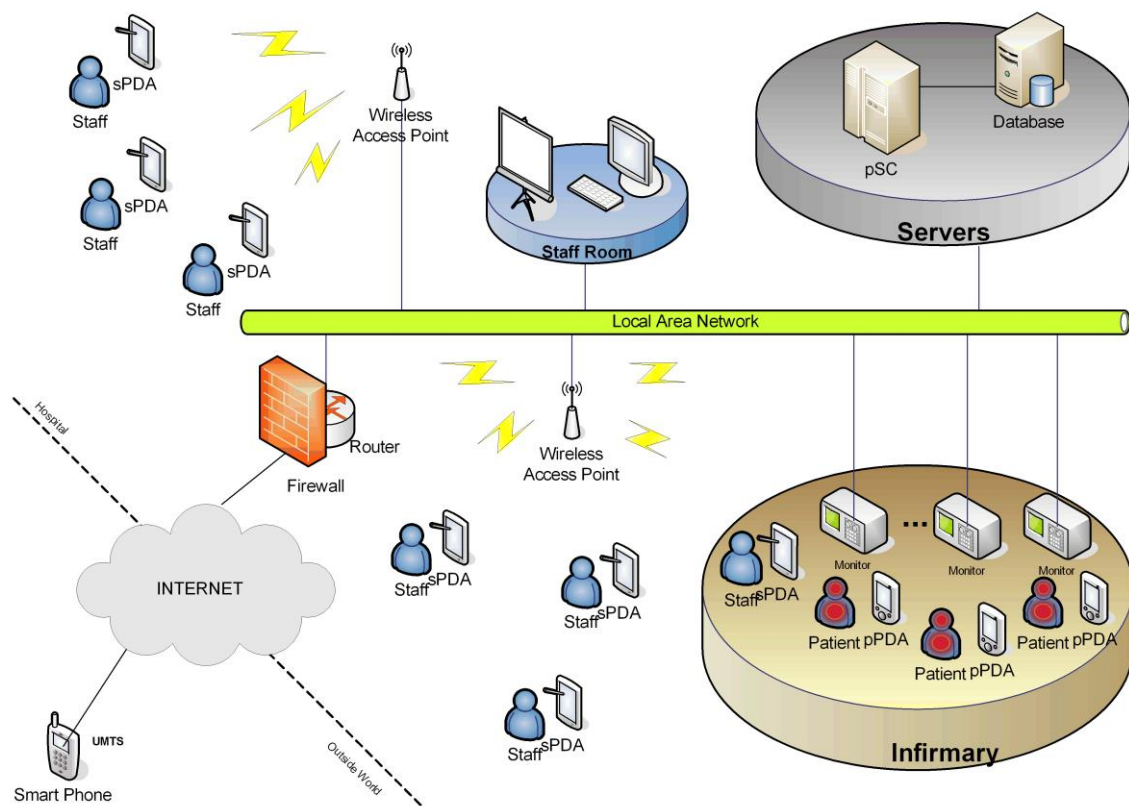 sPDA
Staff
sPDA
Staff
sPDA
Staff
Wireless
Access Point
Staff Room
pSC
Database
Servers
Local Area Network
Hospital
Router
Firewall
Wireless
Access Point
INTERNET
UMTS
Smart Phone
Outside World
Staff
sPDA
Staff
sPDA
Staff
sPDA
Staff
sPDA
Monitor
...
Monitor
Monitor
Patient
pPDA
Patient
pPDA
Patient
pPDA
Infirmary